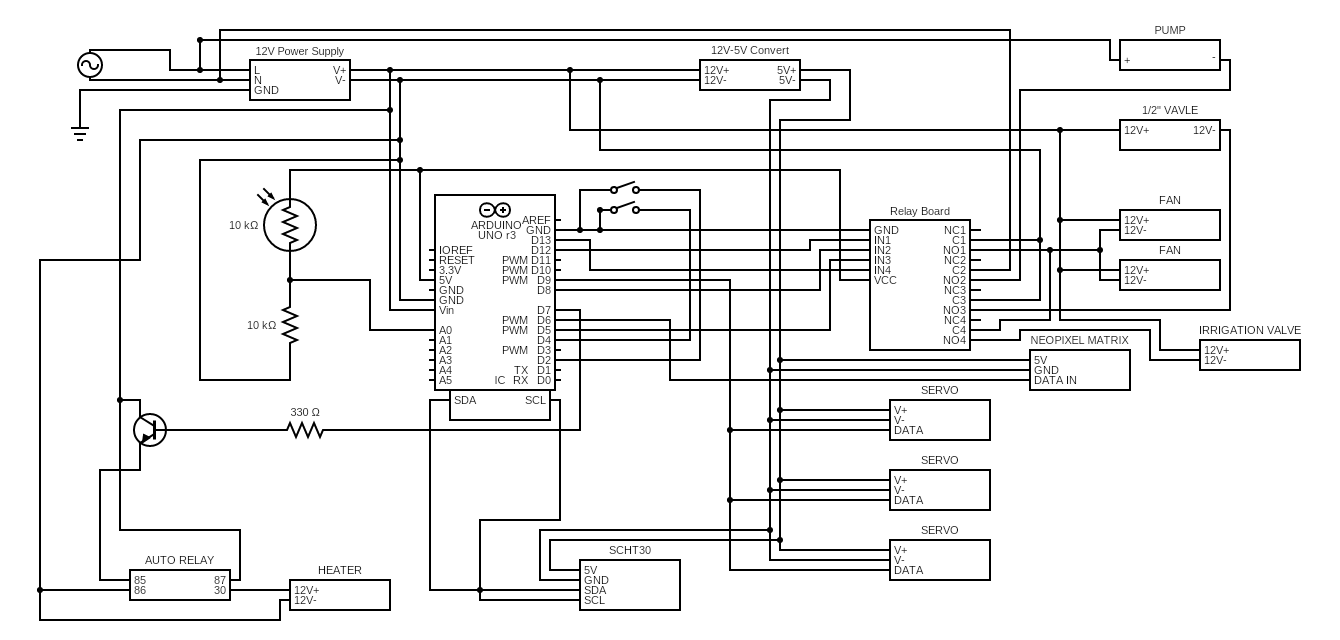 PUMP
+
-
12V Power Supply
L
N
GND
V+
V-
12V-5V Convert
12V+
12V-
5V+
5V-
1/2" VAVLE
12V+
12V-
FAN
12V+
12V-
FAN
12V+
12V-
10 kΩ
10 kΩ
ARDUINO
UNO r3
IOREF
RESET
3.3V
5V
GND
GND
Vin
A0
A1
A2
A3
A4
A5
AREF
GND
D13
D12
PWM D11
PWM D10
PWM D9
D8
D7
PWM D6
PWM D5
D4
PWM D3
D2
TX D1
IC RX D0
SDA
SCL
Relay Board
GND
IN1
IN2
IN3
IN4
VCC
NC1
C1
NO1
NC2
C2
NO2
NC3
C3
NO3
NC4
C4
NO4
IRRIGATION VALVE
12V+
12V-
NEOPIXEL MATRIX
5V
GND
DATA IN
SERVO
V+
V-
DATA
SERVO
V+
V-
DATA
SERVO
V+
V-
DATA
330 Ω
AUTO RELAY
85
86
87
30
HEATER
12V+
12V-
SCHT30
5V
GND
SDA
SCL